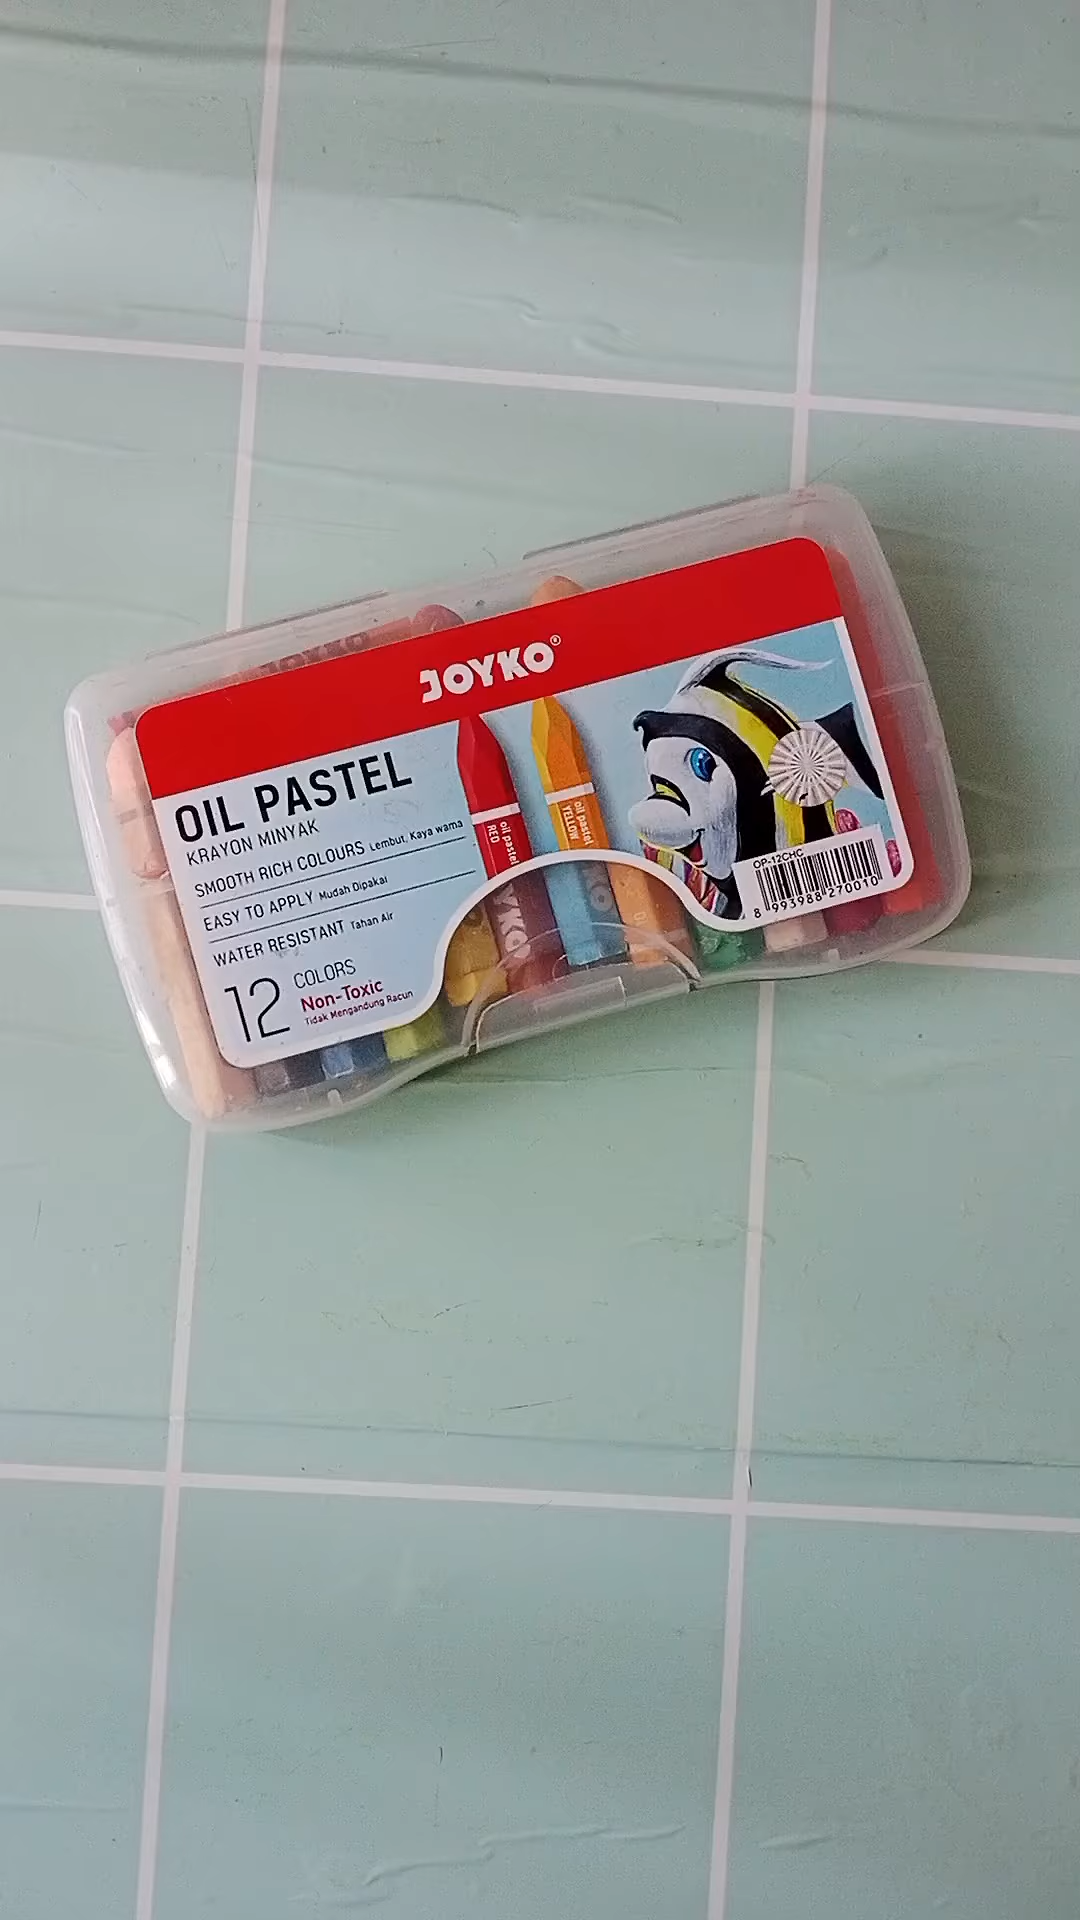 JOYKO®
OIL PASTEL
KRAYON MINYAK
SMOOTH RICH COLOURS Lembut, Kaya warna
EASY TO APPLY Mudah Dipakai
WATER RESISTANT Tahan Air
12 COLORS
Non-Toxic
Tidak Mengandung Racun
oil pastel
RED
oil pastel
YELLOW
JOYKO
OP-12CHC
8 993988 270010